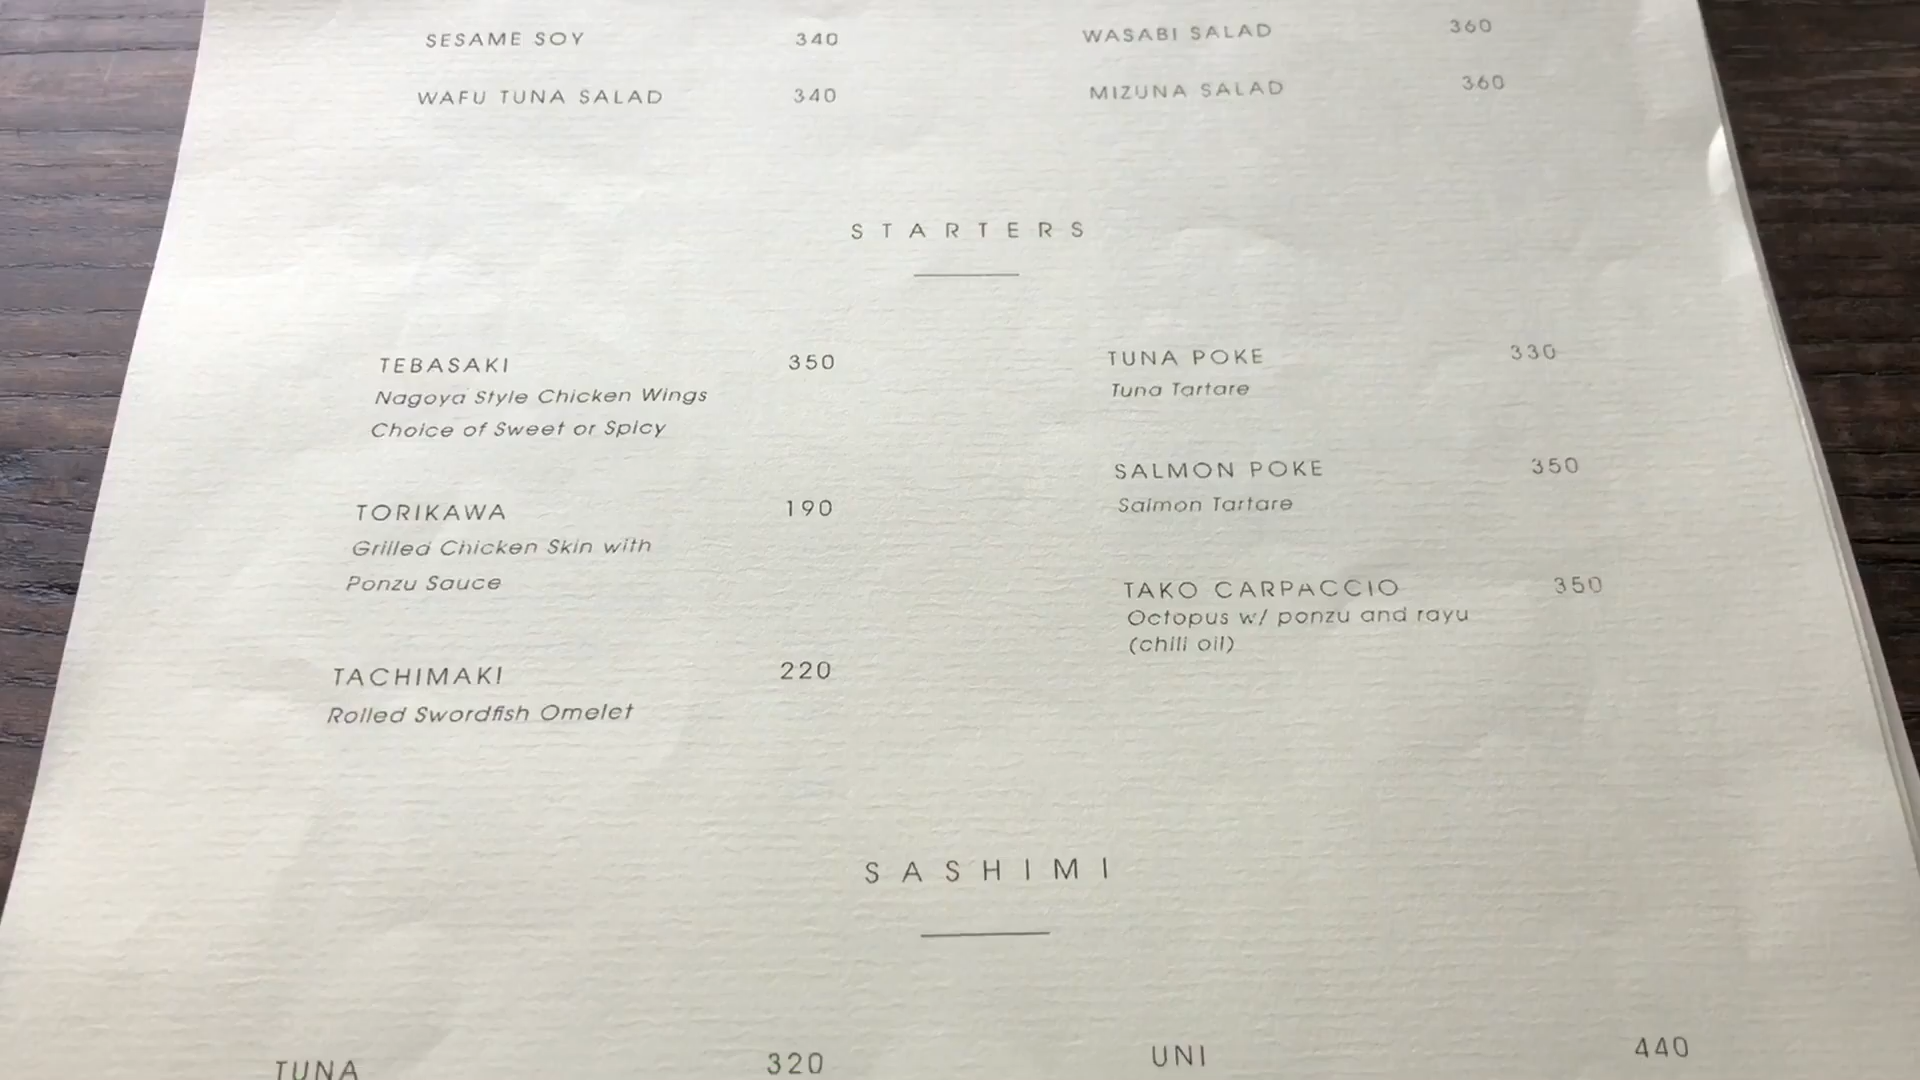 SESAME SOY 340
WASABI SALAD 360
WAFU TUNA SALAD 340
MIZUNA SALAD 360
STARTERS
TEBASAKI 350
Nagoya Style Chicken Wings
Choice of Sweet or Spicy
TORIKAWA 190
Grilled Chicken Skin with
Ponzu Sauce
TACHIMAKI 220
Rolled Swordfish Omelet
TUNA POKE 330
Tuna Tartare
SALMON POKE 350
Salmon Tartare
TAKO CARPACCIO 350
Octopus w/ ponzu and rayu
(chili oil)
SASHIMI
TUNA 320
UNI 440